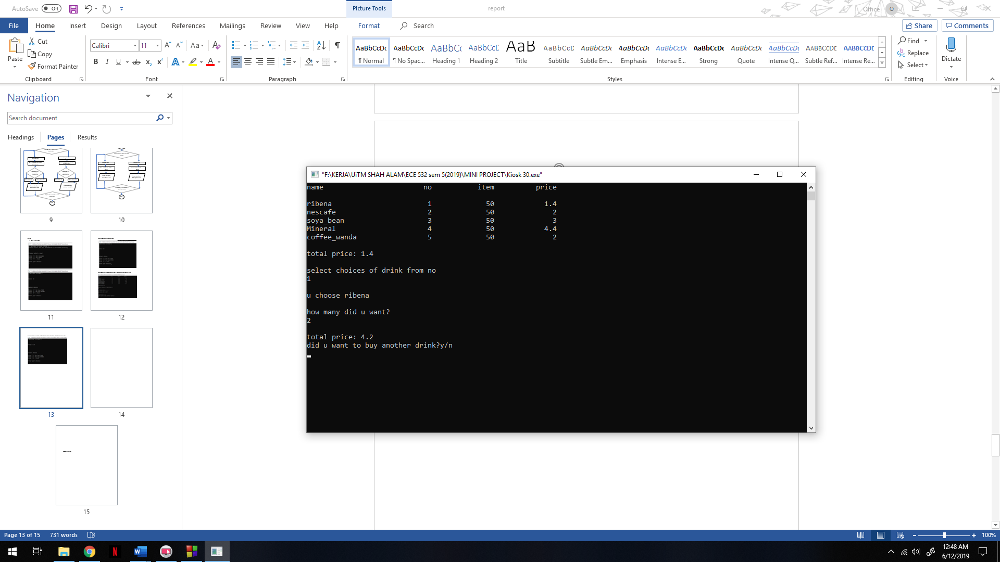 AutoSave Off report Office O
Picture Tools
File Home Insert Design Layout References Mailings Review View Help Format Search Share Comments
Paste
Cut
Copy
Format Painter
Clipboard
Calibri 11
Font
Paragraph
AaBbCcDc AaBbCcDc AaBbCc AaBbCcD AaB AaBbCcD AaBbCcDc AaBbCcDc AaBbCcDc AaBbCcDc AaBbCcDc AaBbCcDc AaBbCcDc AaBbCcDc
¶ Normal ¶ No Spac... Heading 1 Heading 2 Title Subtitle Subtle Em... Emphasis Intense E... Strong Quote Intense Q... Subtle Ref... Intense Re...
Styles
Find
Replace
Select
Editing
Dictate
Voice
Navigation
Search document
Headings Pages Results
9 10
11 12
13 14
15
"F:\KERJA\UiTM SHAH ALAM\ECE 532 sem 5(2019)\MINI PROJECT\Kiosk 30.exe"
name no item price
ribena 1 50 1.4
nescafe 2 50 2
soya_bean 3 50 3
Mineral 4 50 4.4
coffee_wanda 5 50 2
total price: 1.4
select choices of drink from no
1
u choose ribena
how many did u want?
2
total price: 4.2
did u want to buy another drink?y/n
Page 13 of 15 731 words 100%
12:48 AM
6/12/2019